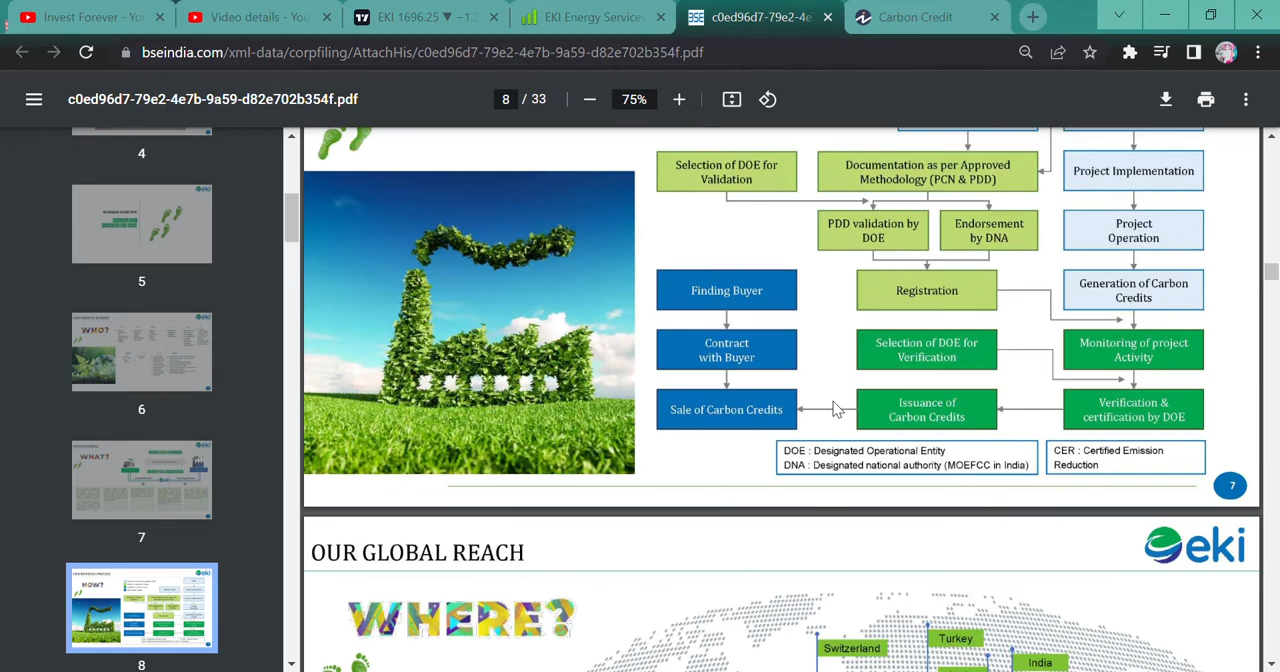 Invest Forever - You
Video details - You
EKI 1696.25 ▼ −1.
EKI Energy Services
c0ed96d7-79e2-4e
Carbon Credit
bseindia.com/xml-data/corpfiling/AttachHis/c0ed96d7-79e2-4e7b-9a59-d82e702b354f.pdf
c0ed96d7-79e2-4e7b-9a59-d82e702b354f.pdf
8 / 33
75%
4
5
WHO?
6
WHAT?
7
HOW?
8
Selection of DOE for
Validation
Documentation as per Approved
Methodology (PCN & PDD)
Project Implementation
PDD validation by
DOE
Endorsement
by DNA
Project
Operation
Finding Buyer
Registration
Generation of Carbon
Credits
Contract
with Buyer
Selection of DOE for
Verification
Monitoring of project
Activity
Sale of Carbon Credits
Issuance of
Carbon Credits
Verification &
certification by DOE
DOE : Designated Operational Entity
DNA : Designated national authority (MOEFCC in India)
CER : Certified Emission
Reduction
7
OUR GLOBAL REACH
eki
WHERE?
Switzerland
Turkey
India